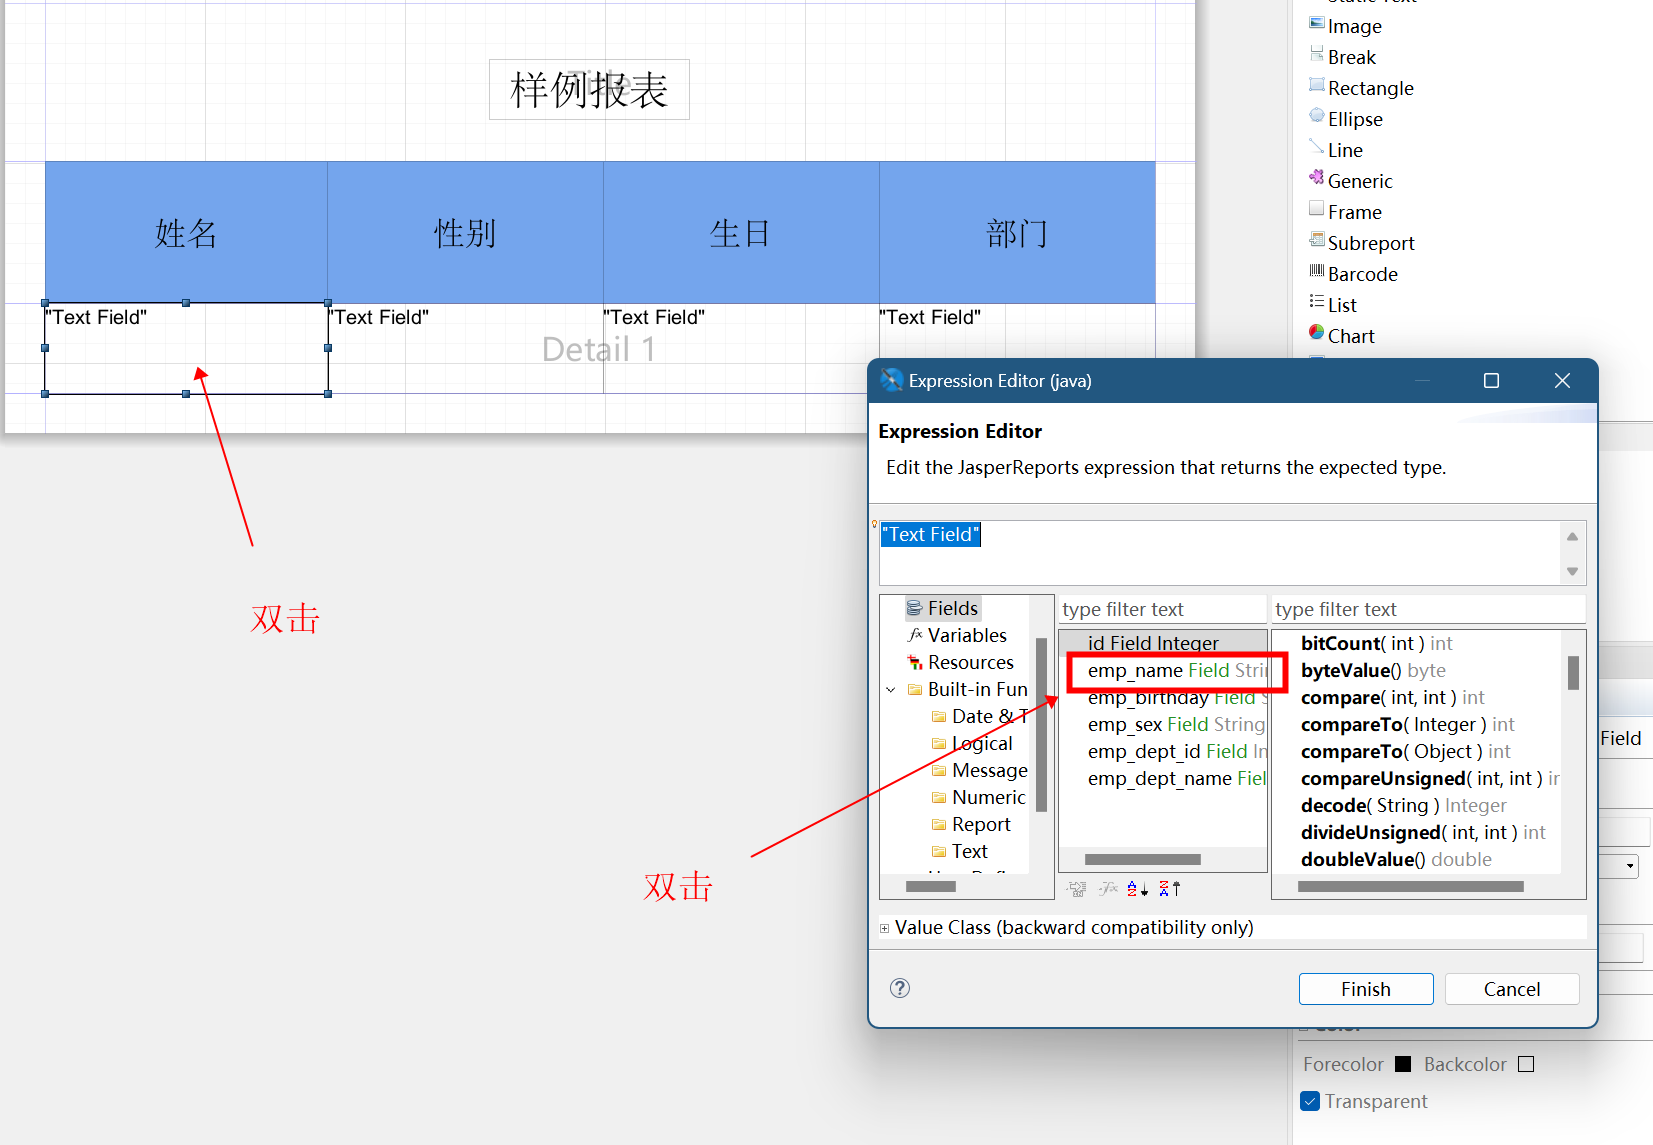 Static Text
Image
Break
Rectangle
Ellipse
Line
Generic
Frame
Subreport
Barcode
List
Chart
Title
样例报表
姓名
性别
生日
部门
"Text Field"
"Text Field"
"Text Field"
"Text Field"
Detail 1
双击
双击
Expression Editor (java)
Expression Editor
Edit the JasperReports expression that returns the expected type.
"Text Field"
Fields
Variables
Resources
Built-in Fun
Date & T
Logical
Message
Numeric
Report
Text
type filter text
id Field Integer
emp_name Field Strin
emp_birthday Field S
emp_sex Field String
emp_dept_id Field In
emp_dept_name Fiel
type filter text
bitCount( int ) int
byteValue() byte
compare( int, int ) int
compareTo( Integer ) int
compareTo( Object ) int
compareUnsigned( int, int ) in
decode( String ) Integer
divideUnsigned( int, int ) int
doubleValue() double
Value Class (backward compatibility only)
Finish
Cancel
Field
Color
Forecolor
Backcolor
Transparent